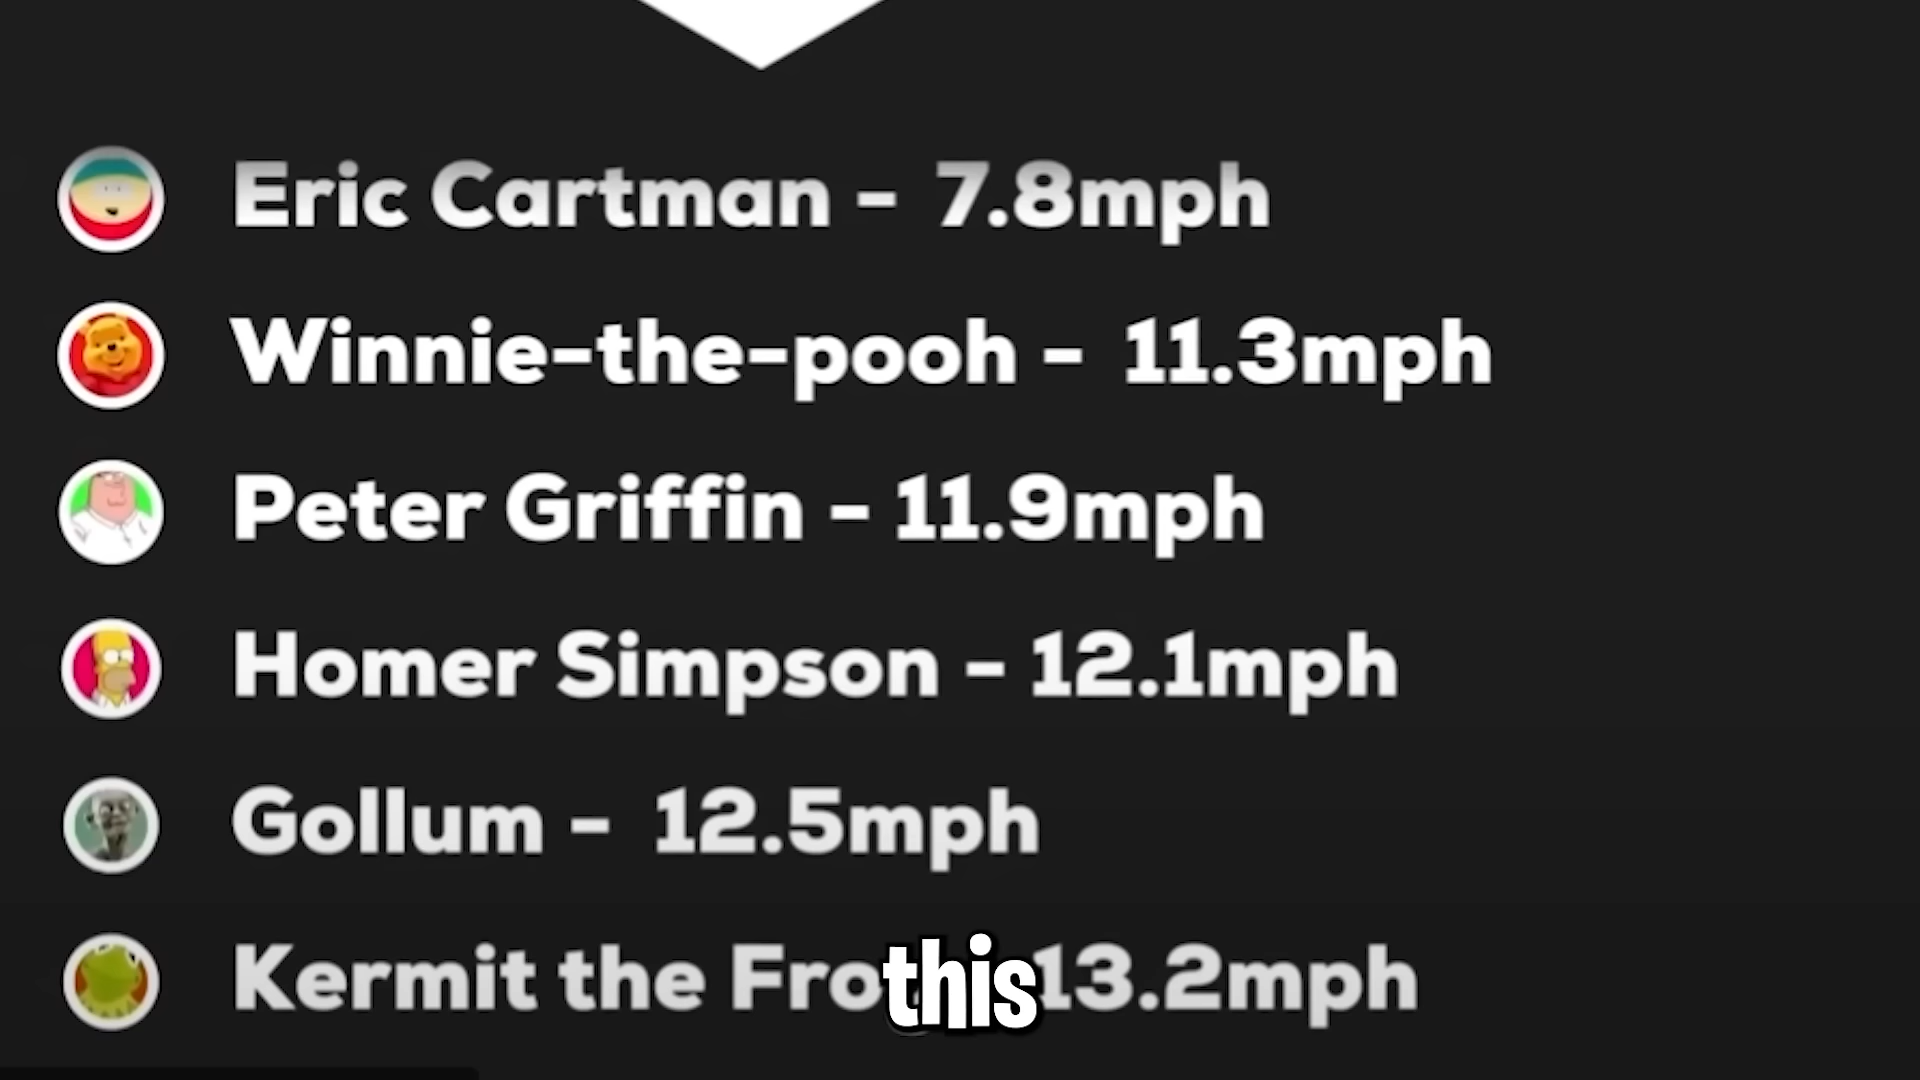 Eric Cartman - 7.8mph
Winnie-the-pooh - 11.3mph
Peter Griffin - 11.9mph
Homer Simpson - 12.1mph
Gollum - 12.5mph
Kermit the Fro 13.2mph
this